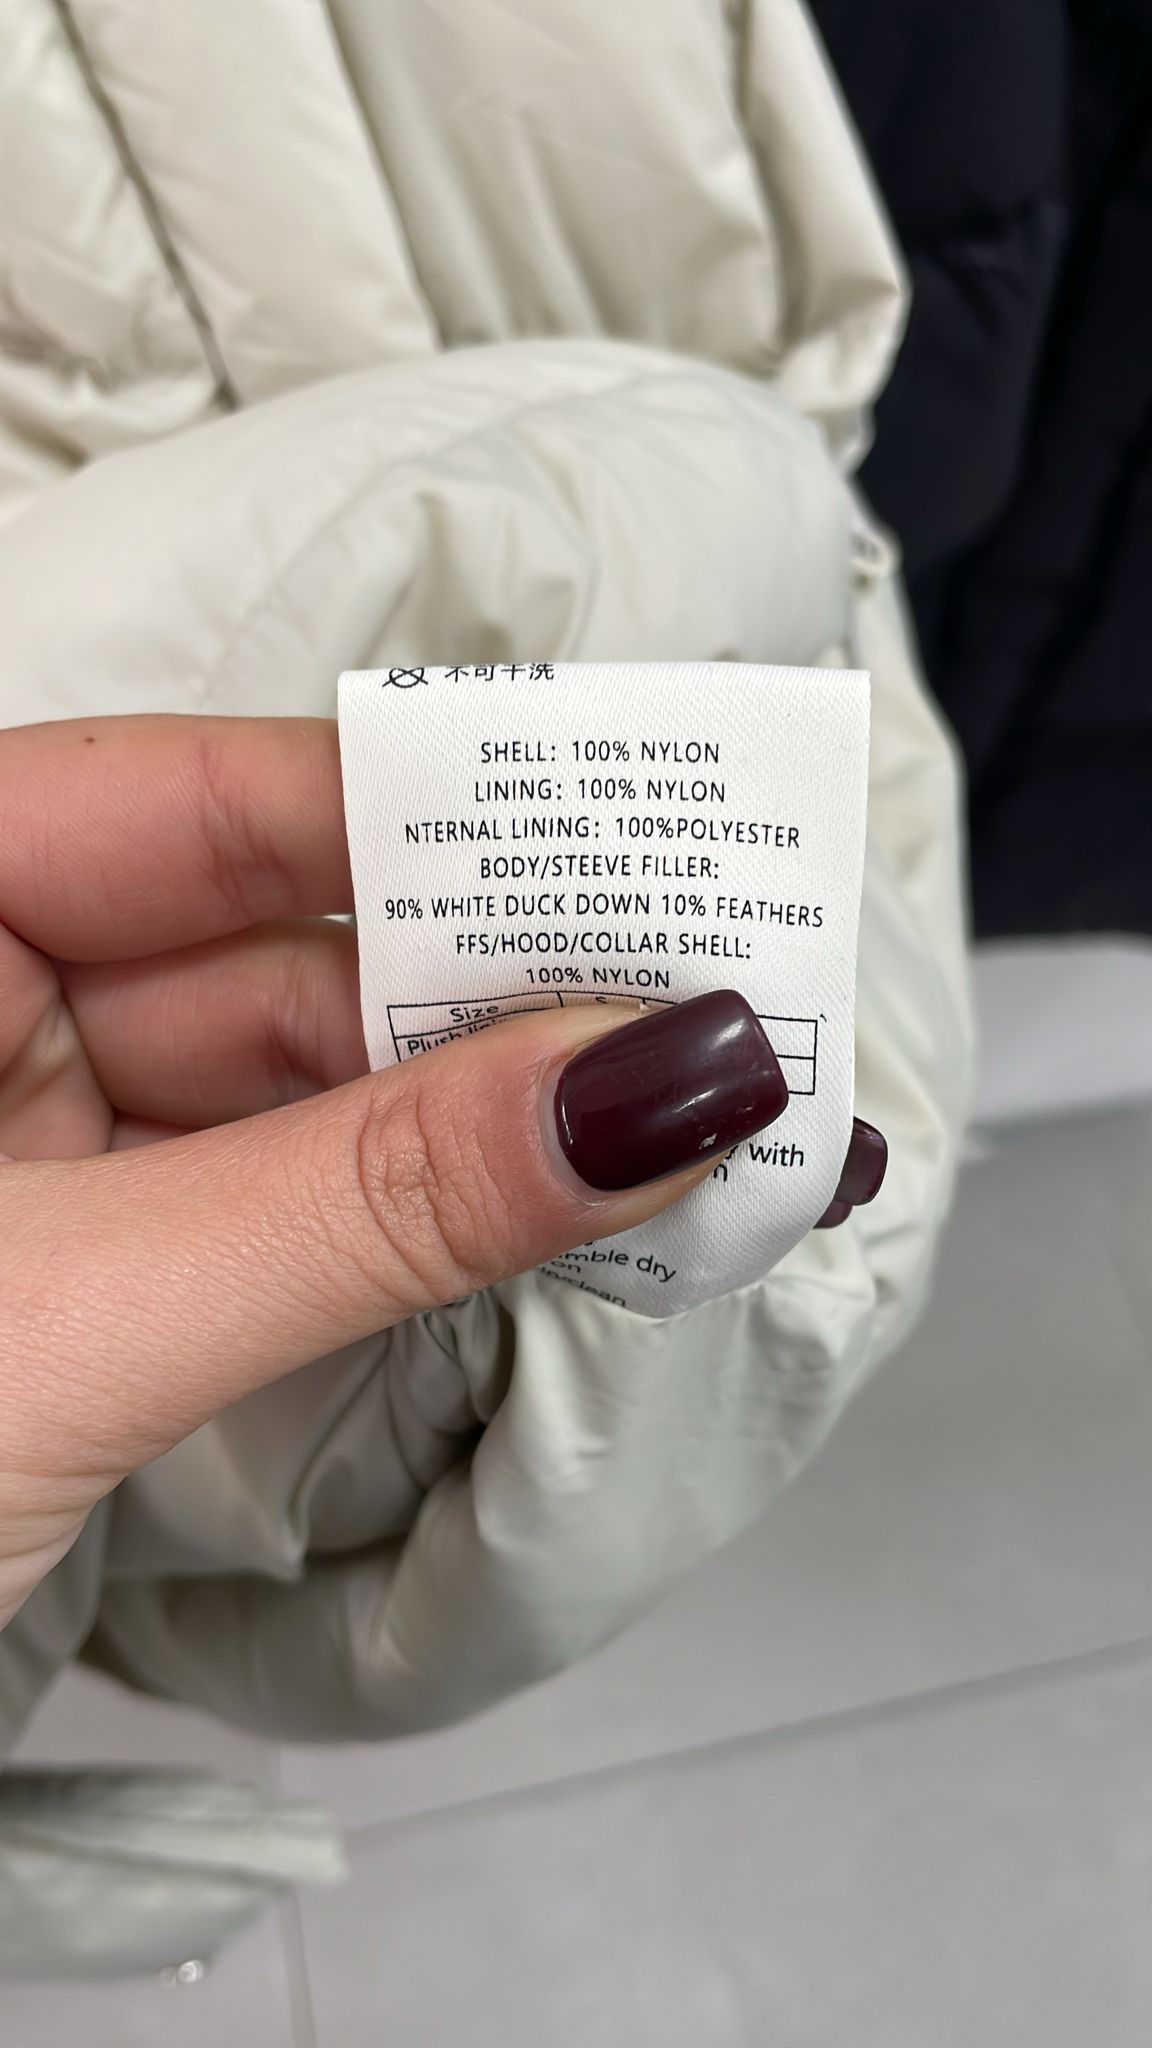 不可干洗
SHELL: 100% NYLON
LINING: 100% NYLON
NTERNAL LINING: 100%POLYESTER
BODY/STEEVE FILLER:
90% WHITE DUCK DOWN 10% FEATHERS
FFS/HOOD/COLLAR SHELL:
100% NYLON
Size S
Plush
with
dry